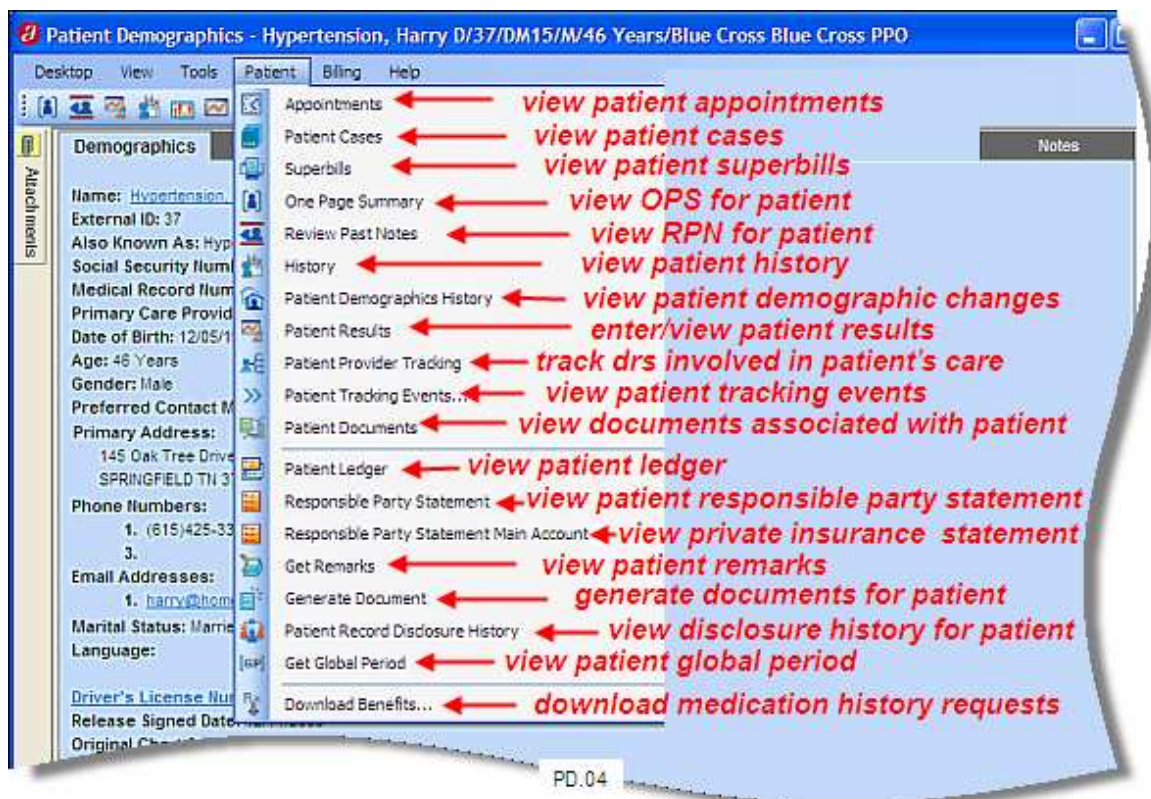 Patient Demographics - Hypertension, Harry D/37/DM15/M/46 Years/Blue Cross Blue Cross PPO
Desktop View Tools Patient Billing Help
Attachments
Demographics
Notes
Name: Hypertension,
External ID: 37
Also Known As: Hyp
Social Security Num
Medical Record Num
Primary Care Provid
Date of Birth: 12/05/1
Age: 46 Years
Gender: Male
Preferred Contact M
Primary Address:
145 Oak Tree Drive
SPRINGFIELD TN 37
Phone Numbers:
1. (615)425-33
3.
Email Addresses:
1. harry@home
Marital Status: Marrie
Language:
Driver's License Nu
Release Signed Date:
Original Cha
Appointments view patient appointments
Patient Cases view patient cases
Superbills view patient superbills
One Page Summary view OPS for patient
Review Past Notes view RPN for patient
History view patient history
Patient Demographics History view patient demographic changes
Patient Results enter/view patient results
Patient Provider Tracking track drs involved in patient's care
Patient Tracking Events... view patient tracking events
Patient Documents view documents associated with patient
Patient Ledger view patient ledger
Responsible Party Statement view patient responsible party statement
Responsible Party Statement Main Account view private insurance statement
Get Remarks view patient remarks
Generate Document generate documents for patient
Patient Record Disclosure History view disclosure history for patient
[GP] Get Global Period view patient global period
Download Benefits... download medication history requests
PD.04